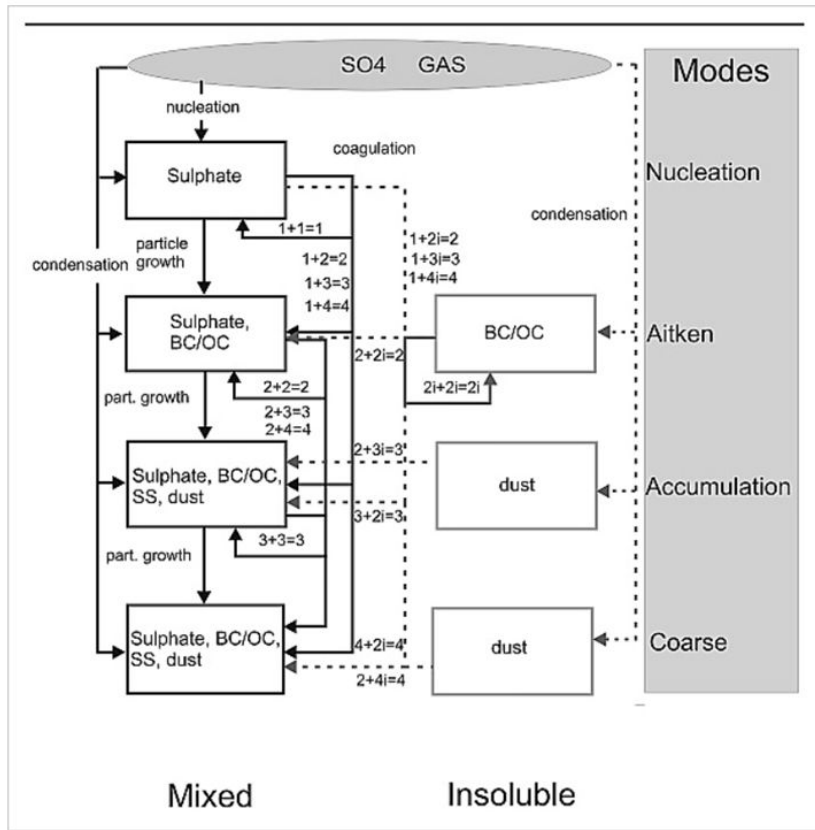 SO4 GAS
Modes
nucleation
coagulation
Sulphate
Nucleation
condensation
1+1=1
1+2i=2
1+3i=3
1+4i=4
particle
growth
condensation
1+2=2
1+3=3
1+4=4
Sulphate,
BC/OC
BC/OC
Aitken
2+2i=2
2i+2i=2i
part. growth
2+2=2
2+3=3
2+4=4
2+3i=3
Sulphate, BC/OC,
SS, dust
dust
Accumulation
3+2i=3
3+3=3
part. growth
Sulphate, BC/OC,
SS, dust
4+2i=4
dust
Coarse
2+4i=4
Mixed
Insoluble